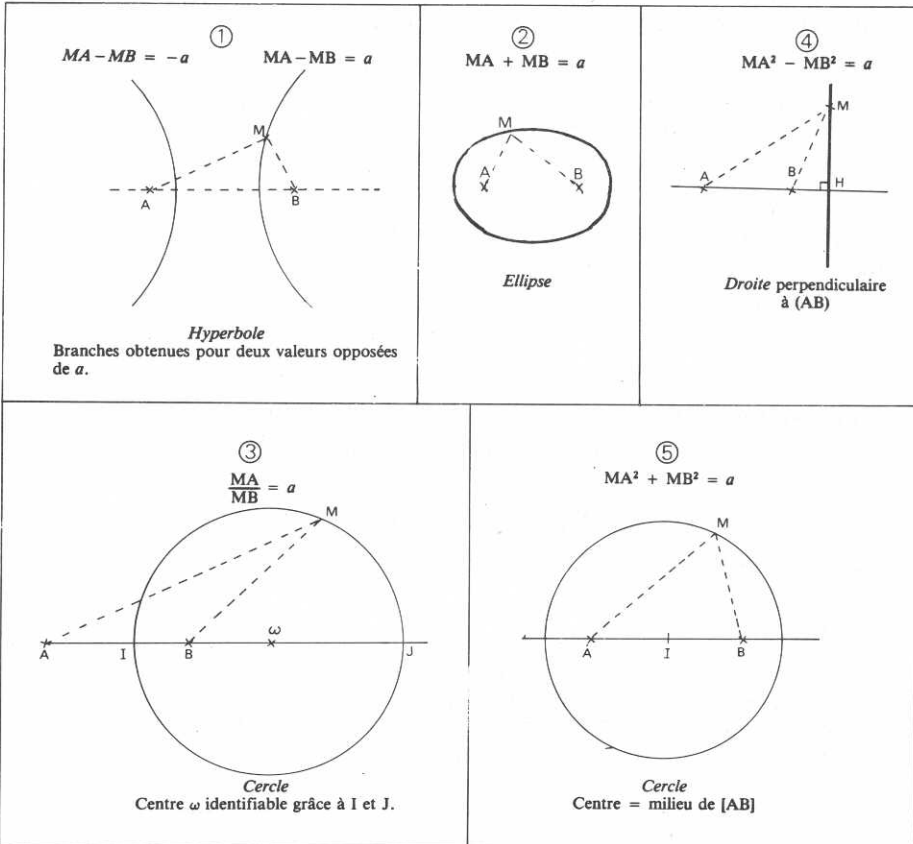 ①
MA – MB = –a
MA – MB = a
M
A
B
Hyperbole
Branches obtenues pour deux valeurs opposées
de a.
②
MA + MB = a
M
A
B
Ellipse
④
MA² – MB² = a
M
A
B
H
Droite perpendiculaire
à (AB)
③
MA
MB
= a
M
ω
A
I
B
J
Cercle
Centre ω identifiable grâce à I et J.
⑤
MA² + MB² = a
M
A
I
B
Cercle
Centre = milieu de [AB]